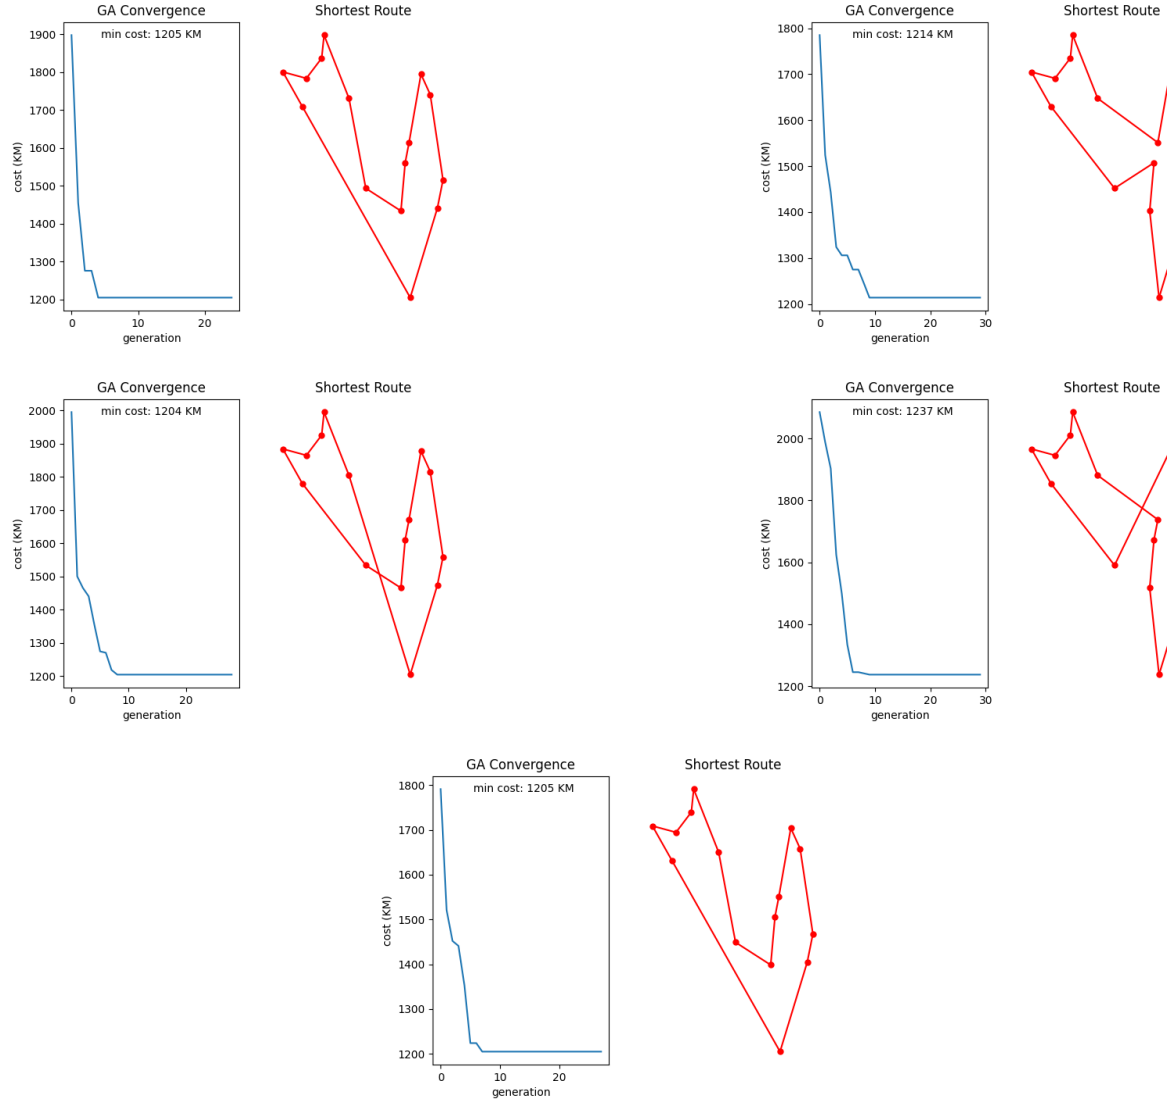 GA Convergence
Shortest Route
min cost: 1205 KM
1900
1800
1700
1600
1500
1400
1300
1200
cost (KM)
0
10
20
generation
GA Convergence
Shortest Route
min cost: 1214 KM
1800
1700
1600
1500
1400
1300
1200
cost (KM)
0
10
20
30
generation
GA Convergence
Shortest Route
min cost: 1204 KM
2000
1900
1800
1700
1600
1500
1400
1300
1200
cost (KM)
0
10
20
generation
GA Convergence
Shortest Route
min cost: 1237 KM
2000
1800
1600
1400
1200
cost (KM)
0
10
20
30
generation
GA Convergence
Shortest Route
min cost: 1205 KM
1800
1700
1600
1500
1400
1300
1200
cost (KM)
0
10
20
generation